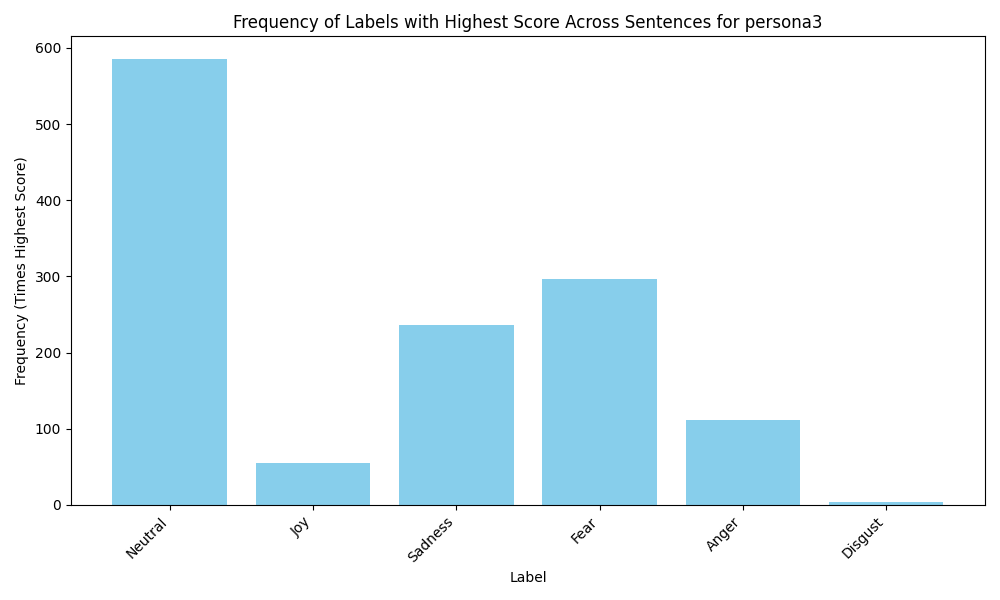 Frequency of Labels with Highest Score Across Sentences for persona3
Frequency (Times Highest Score)
600
500
400
300
200
100
0
Neutral
Joy
Sadness
Fear
Anger
Disgust
Label